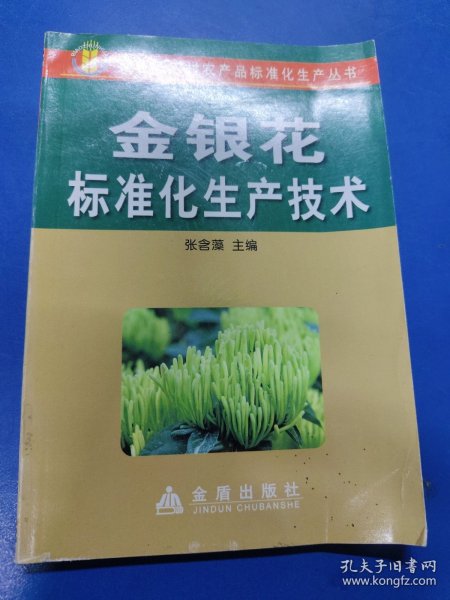 农产品标准化生产丛书
金银花
标准化生产技术
张含藻 主编
金盾出版社
JINDUN CHUBANSHE
孔夫子旧书网
www.kongfz.com